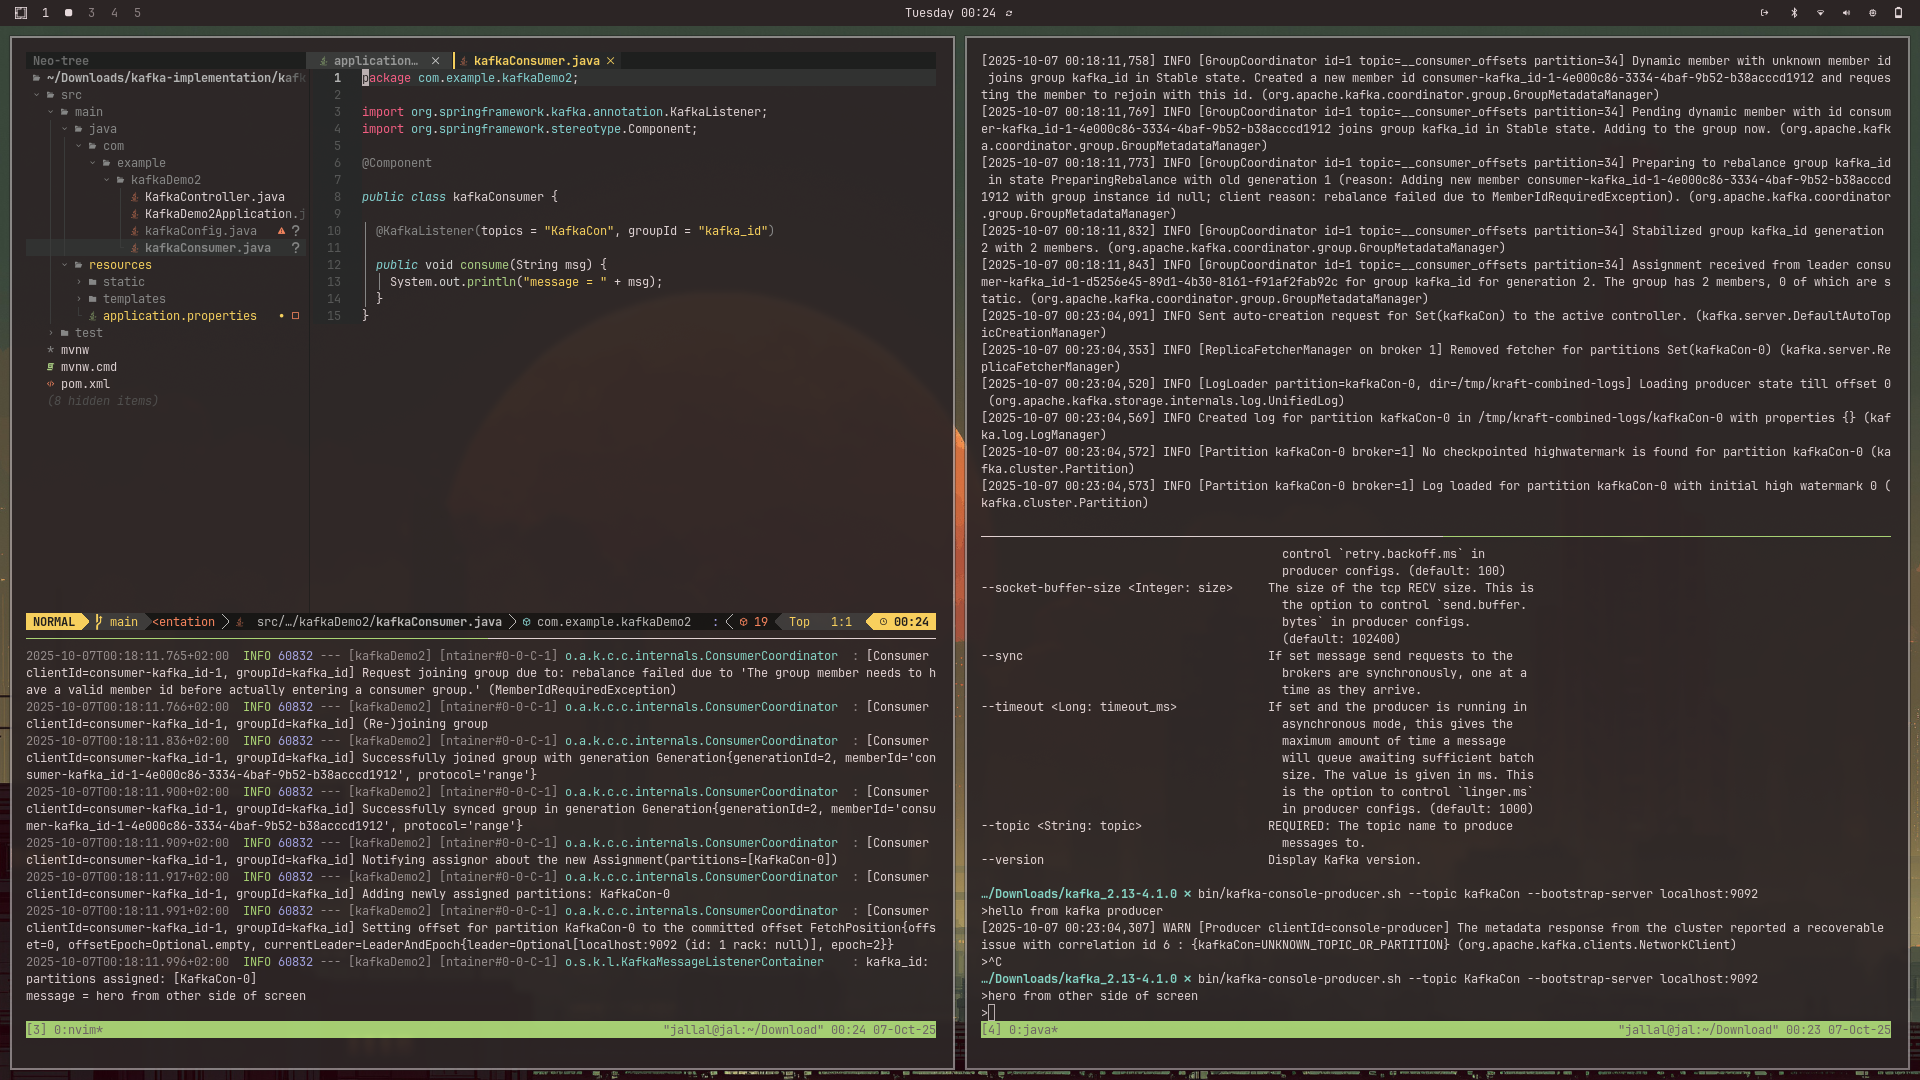 1 3 4 5
Tuesday 00:24
Neo-tree
~/Downloads/kafka-implementation/kafk
src
main
java
com
example
kafkaDemo2
KafkaController.java
KafkaDemo2Application.j
kafkaConfig.java ?
kafkaConsumer.java ?
resources
static
templates
application.properties
test
mvnw
mvnw.cmd
pom.xml
(8 hidden items)
application… × kafkaConsumer.java ×
1 package com.example.kafkaDemo2;
2
3 import org.springframework.kafka.annotation.KafkaListener;
4 import org.springframework.stereotype.Component;
5
6 @Component
7
8 public class kafkaConsumer {
9
10 @KafkaListener(topics = "KafkaCon", groupId = "kafka_id")
11
12 public void consume(String msg) {
13 System.out.println("message = " + msg);
14 }
15 }
NORMAL main <entation src/…/kafkaDemo2/kafkaConsumer.java com.example.kafkaDemo2 : 19 Top 1:1 00:24
2025-10-07T00:18:11.765+02:00 INFO 60832 --- [kafkaDemo2] [ntainer#0-0-C-1] o.a.k.c.c.internals.ConsumerCoordinator : [Consumer
clientId=consumer-kafka_id-1, groupId=kafka_id] Request joining group due to: rebalance failed due to 'The group member needs to h
ave a valid member id before actually entering a consumer group.' (MemberIdRequiredException)
2025-10-07T00:18:11.766+02:00 INFO 60832 --- [kafkaDemo2] [ntainer#0-0-C-1] o.a.k.c.c.internals.ConsumerCoordinator : [Consumer
clientId=consumer-kafka_id-1, groupId=kafka_id] (Re-)joining group
2025-10-07T00:18:11.836+02:00 INFO 60832 --- [kafkaDemo2] [ntainer#0-0-C-1] o.a.k.c.c.internals.ConsumerCoordinator : [Consumer
clientId=consumer-kafka_id-1, groupId=kafka_id] Successfully joined group with generation Generation{generationId=2, memberId='con
sumer-kafka_id-1-4e000c86-3334-4baf-9b52-b38acccd1912', protocol='range'}
2025-10-07T00:18:11.900+02:00 INFO 60832 --- [kafkaDemo2] [ntainer#0-0-C-1] o.a.k.c.c.internals.ConsumerCoordinator : [Consumer
clientId=consumer-kafka_id-1, groupId=kafka_id] Successfully synced group in generation Generation{generationId=2, memberId='consu
mer-kafka_id-1-4e000c86-3334-4baf-9b52-b38acccd1912', protocol='range'}
2025-10-07T00:18:11.909+02:00 INFO 60832 --- [kafkaDemo2] [ntainer#0-0-C-1] o.a.k.c.c.internals.ConsumerCoordinator : [Consumer
clientId=consumer-kafka_id-1, groupId=kafka_id] Notifying assignor about the new Assignment(partitions=[KafkaCon-0])
2025-10-07T00:18:11.917+02:00 INFO 60832 --- [kafkaDemo2] [ntainer#0-0-C-1] o.a.k.c.c.internals.ConsumerCoordinator : [Consumer
clientId=consumer-kafka_id-1, groupId=kafka_id] Adding newly assigned partitions: KafkaCon-0
2025-10-07T00:18:11.991+02:00 INFO 60832 --- [kafkaDemo2] [ntainer#0-0-C-1] o.a.k.c.c.internals.ConsumerCoordinator : [Consumer
clientId=consumer-kafka_id-1, groupId=kafka_id] Setting offset for partition KafkaCon-0 to the committed offset FetchPosition{offs
et=0, offsetEpoch=Optional.empty, currentLeader=LeaderAndEpoch{leader=Optional[localhost:9092 (id: 1 rack: null)], epoch=2}}
2025-10-07T00:18:11.996+02:00 INFO 60832 --- [kafkaDemo2] [ntainer#0-0-C-1] o.s.k.l.KafkaMessageListenerContainer : kafka_id:
partitions assigned: [KafkaCon-0]
message = hero from other side of screen
[3] 0:nvim* "jallal@jal:~/Download" 00:24 07-Oct-25
[2025-10-07 00:18:11,758] INFO [GroupCoordinator id=1 topic=__consumer_offsets partition=34] Dynamic member with unknown member id
joins group kafka_id in Stable state. Created a new member id consumer-kafka_id-1-4e000c86-3334-4baf-9b52-b38acccd1912 and reques
ting the member to rejoin with this id. (org.apache.kafka.coordinator.group.GroupMetadataManager)
[2025-10-07 00:18:11,769] INFO [GroupCoordinator id=1 topic=__consumer_offsets partition=34] Pending dynamic member with id consum
er-kafka_id-1-4e000c86-3334-4baf-9b52-b38acccd1912 joins group kafka_id in Stable state. Adding to the group now. (org.apache.kafk
a.coordinator.group.GroupMetadataManager)
[2025-10-07 00:18:11,773] INFO [GroupCoordinator id=1 topic=__consumer_offsets partition=34] Preparing to rebalance group kafka_id
in state PreparingRebalance with old generation 1 (reason: Adding new member consumer-kafka_id-1-4e000c86-3334-4baf-9b52-b38acccd
1912 with group instance id null; client reason: rebalance failed due to MemberIdRequiredException). (org.apache.kafka.coordinator
.group.GroupMetadataManager)
[2025-10-07 00:18:11,832] INFO [GroupCoordinator id=1 topic=__consumer_offsets partition=34] Stabilized group kafka_id generation
2 with 2 members. (org.apache.kafka.coordinator.group.GroupMetadataManager)
[2025-10-07 00:18:11,843] INFO [GroupCoordinator id=1 topic=__consumer_offsets partition=34] Assignment received from leader consu
mer-kafka_id-1-d5256e45-89d1-4b30-8161-f91af2fab92c for group kafka_id for generation 2. The group has 2 members, 0 of which are s
tatic. (org.apache.kafka.coordinator.group.GroupMetadataManager)
[2025-10-07 00:23:04,091] INFO Sent auto-creation request for Set(kafkaCon) to the active controller. (kafka.server.DefaultAutoTop
icCreationManager)
[2025-10-07 00:23:04,353] INFO [ReplicaFetcherManager on broker 1] Removed fetcher for partitions Set(kafkaCon-0) (kafka.server.Re
plicaFetcherManager)
[2025-10-07 00:23:04,520] INFO [LogLoader partition=kafkaCon-0, dir=/tmp/kraft-combined-logs] Loading producer state till offset 0
(org.apache.kafka.storage.internals.log.UnifiedLog)
[2025-10-07 00:23:04,569] INFO Created log for partition kafkaCon-0 in /tmp/kraft-combined-logs/kafkaCon-0 with properties {} (kaf
ka.log.LogManager)
[2025-10-07 00:23:04,572] INFO [Partition kafkaCon-0 broker=1] No checkpointed highwatermark is found for partition kafkaCon-0 (ka
fka.cluster.Partition)
[2025-10-07 00:23:04,573] INFO [Partition kafkaCon-0 broker=1] Log loaded for partition kafkaCon-0 with initial high watermark 0 (
kafka.cluster.Partition)
control `retry.backoff.ms` in
producer configs. (default: 100)
--socket-buffer-size <Integer: size> The size of the tcp RECV size. This is
the option to control `send.buffer.
bytes` in producer configs.
(default: 102400)
--sync If set message send requests to the
brokers are synchronously, one at a
time as they arrive.
--timeout <Long: timeout_ms> If set and the producer is running in
asynchronous mode, this gives the
maximum amount of time a message
will queue awaiting sufficient batch
size. The value is given in ms. This
is the option to control `linger.ms`
in producer configs. (default: 1000)
--topic <String: topic> REQUIRED: The topic name to produce
messages to.
--version Display Kafka version.
…/Downloads/kafka_2.13-4.1.0 × bin/kafka-console-producer.sh --topic kafkaCon --bootstrap-server localhost:9092
>hello from kafka producer
[2025-10-07 00:23:04,307] WARN [Producer clientId=console-producer] The metadata response from the cluster reported a recoverable
issue with correlation id 6 : {kafkaCon=UNKNOWN_TOPIC_OR_PARTITION} (org.apache.kafka.clients.NetworkClient)
>^C
…/Downloads/kafka_2.13-4.1.0 × bin/kafka-console-producer.sh --topic KafkaCon --bootstrap-server localhost:9092
>hero from other side of screen
>
[4] 0:java* "jallal@jal:~/Download" 00:23 07-Oct-25